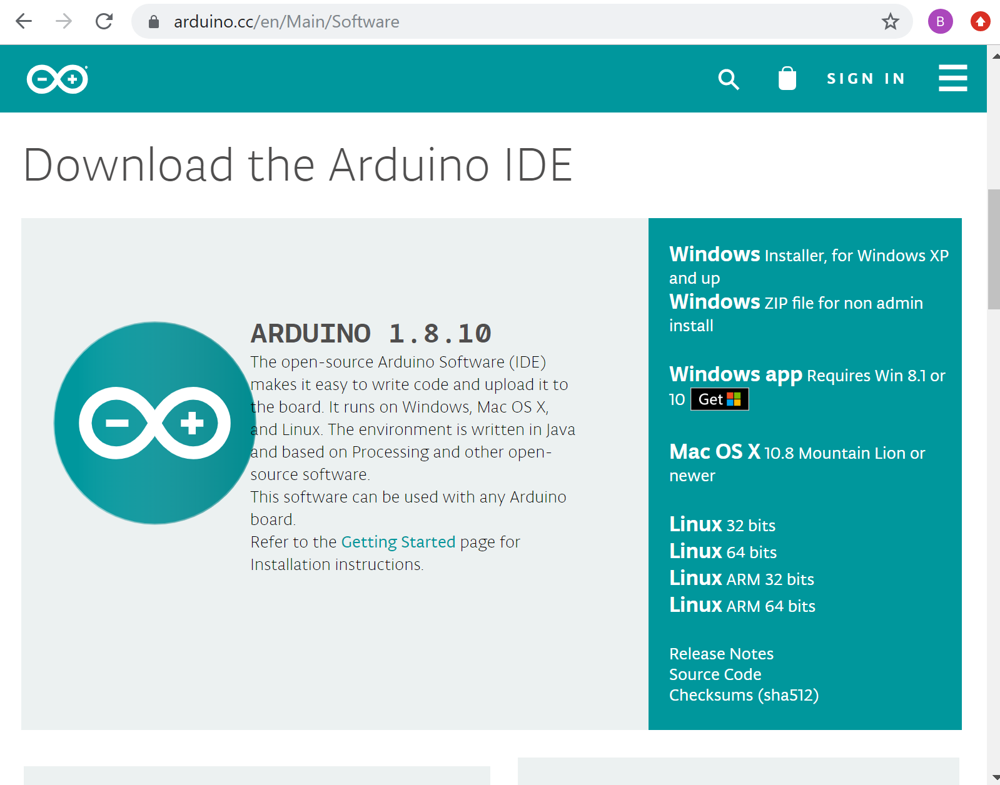 arduino.cc/en/Main/Software
B
SIGN IN
Download the Arduino IDE
ARDUINO 1.8.10
The open-source Arduino Software (IDE)
makes it easy to write code and upload it to
the board. It runs on Windows, Mac OS X,
and Linux. The environment is written in Java
and based on Processing and other open-
source software.
This software can be used with any Arduino
board.
Refer to the Getting Started page for
Installation instructions.
Windows Installer, for Windows XP
and up
Windows ZIP file for non admin
install
Windows app Requires Win 8.1 or
10 Get
Mac OS X 10.8 Mountain Lion or
newer
Linux 32 bits
Linux 64 bits
Linux ARM 32 bits
Linux ARM 64 bits
Release Notes
Source Code
Checksums (sha512)